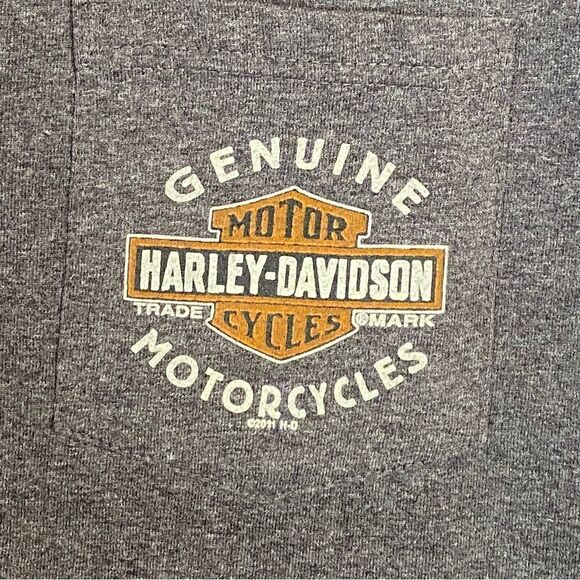 GENUINE
MOTOR
HARLEY-DAVIDSON
TRADE ®MARK
CYCLES
MOTORCYCLES
©2011 H-D